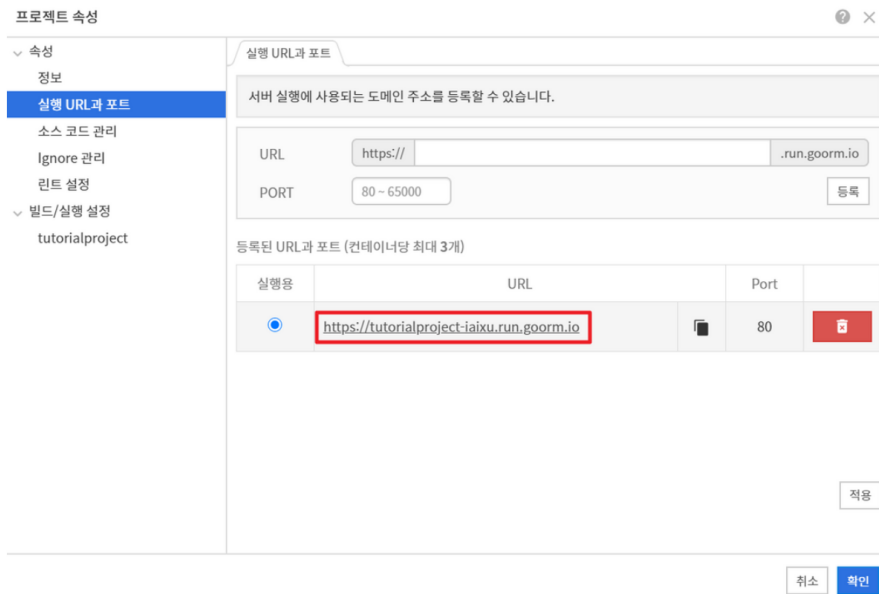 프로젝트 속성
속성
정보
실행 URL과 포트
소스 코드 관리
Ignore 관리
린트 설정
빌드/실행 설정
tutorialproject
실행 URL과 포트
서버 실행에 사용되는 도메인 주소를 등록할 수 있습니다.
URL https:// .run.goorm.io
PORT 80 ~ 65000 등록
등록된 URL과 포트 (컨테이너당 최대 3개)
실행용 URL Port
https://tutorialproject-iaixu.run.goorm.io 80
적용
취소 확인